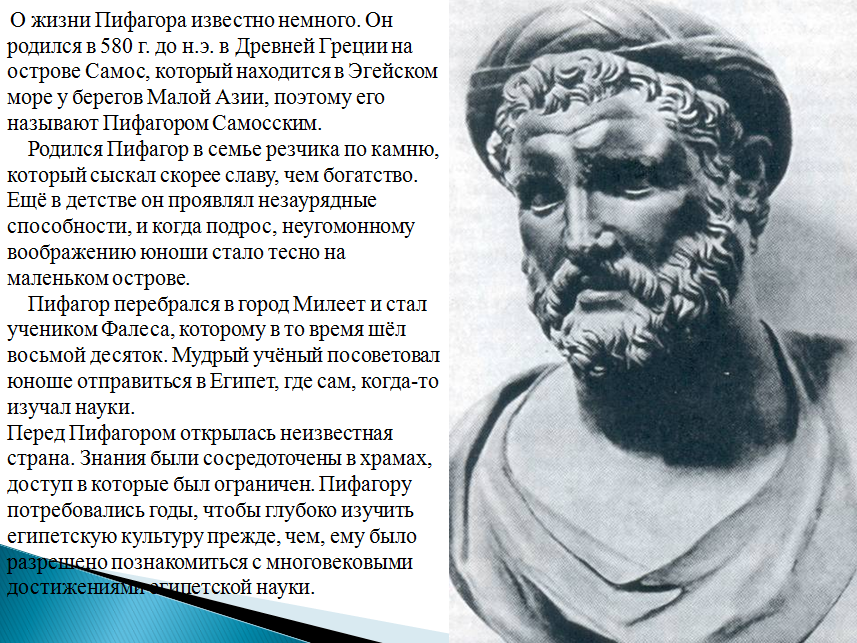 О жизни Пифагора известно немного. Он
родился в 580 г. до н.э. в Древней Греции на
острове Самос, который находится в Эгейском
море у берегов Малой Азии, поэтому его
называют Пифагором Самосским.
Родился Пифагор в семье резчика по камню,
который сыскал скорее славу, чем богатство.
Ещё в детстве он проявлял незаурядные
способности, и когда подрос, неугомонному
воображению юноши стало тесно на
маленьком острове.
Пифагор перебрался в город Милеет и стал
учеником Фалеса, которому в то время шёл
восьмой десяток. Мудрый учёный посоветовал
юноше отправиться в Египет, где сам, когда-то
изучал науки.
Перед Пифагором открылась неизвестная
страна. Знания были сосредоточены в храмах,
доступ в которые был ограничен. Пифагору
потребовались годы, чтобы глубоко изучить
египетскую культуру прежде, чем, ему было
разрешено познакомиться с многовековыми
достижениями египетской науки.